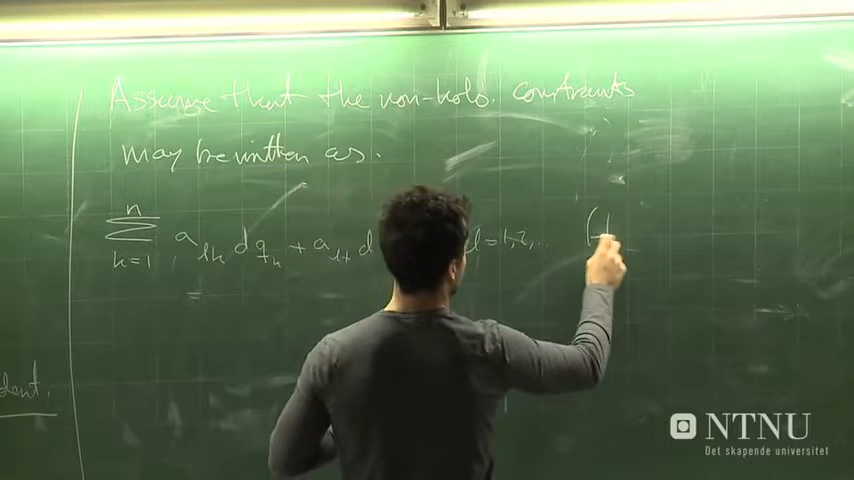 Assume that the non-holo. constraints
may be written as.
n
∑ a_lk dq_k + a_lt d l=1,2,... (1
k=1
dent.
NTNU
Det skapende universitet